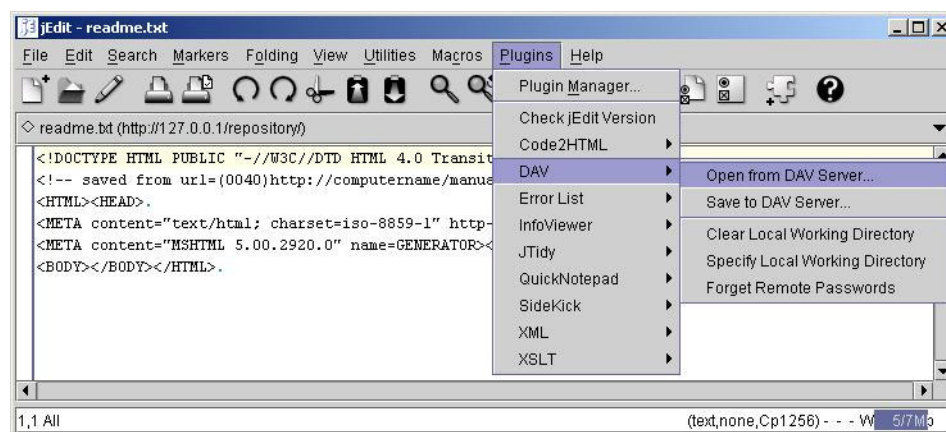 jEdit - readme.txt
File Edit Search Markers Folding View Utilities Macros Plugins Help
readme.txt (http://127.0.0.1/repository/)
<!DOCTYPE HTML PUBLIC "-//W3C//DTD HTML 4.0 Transit
<!-- saved from url=(0040)http://computername/manua
<HTML><HEAD>.
<META content="text/html; charset=iso-8859-1" http-
<META content="MSHTML 5.00.2920.0" name=GENERATOR><
<BODY></BODY></HTML>.
Plugin Manager...
Check jEdit Version
Code2HTML
DAV
Error List
InfoViewer
JTidy
QuickNotepad
SideKick
XML
XSLT
Open from DAV Server...
Save to DAV Server...
Clear Local Working Directory
Specify Local Working Directory
Forget Remote Passwords
1,1 All
(text,none,Cp1256) - - - W 5/7Mb